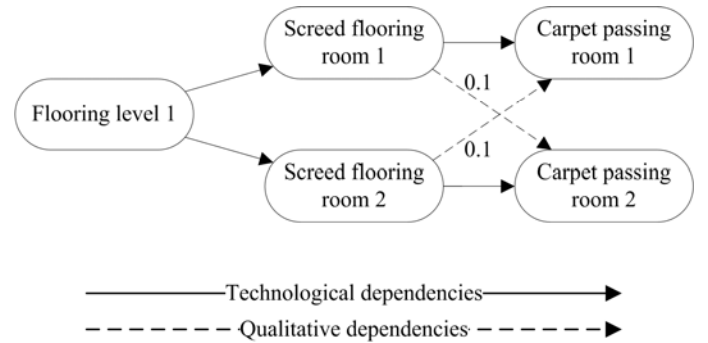 Screed flooring
room 1
Carpet passing
room 1
Flooring level 1
0.1
0.1
Screed flooring
room 2
Carpet passing
room 2
Technological dependencies
Qualitative dependencies